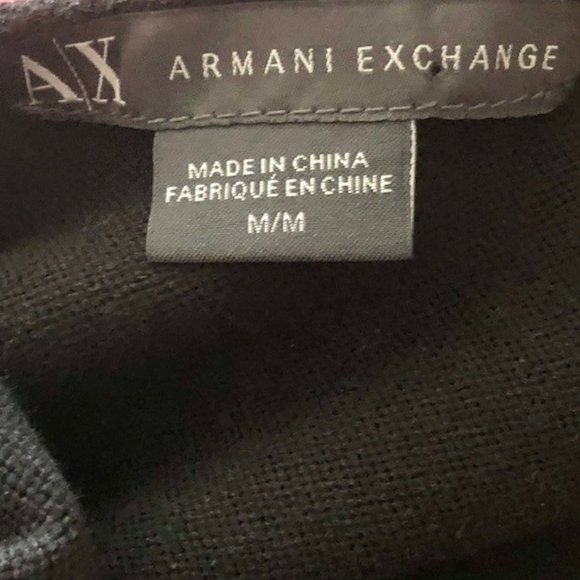 A|X ARMANI EXCHANGE
MADE IN CHINA
FABRIQUÉ EN CHINE
M/M